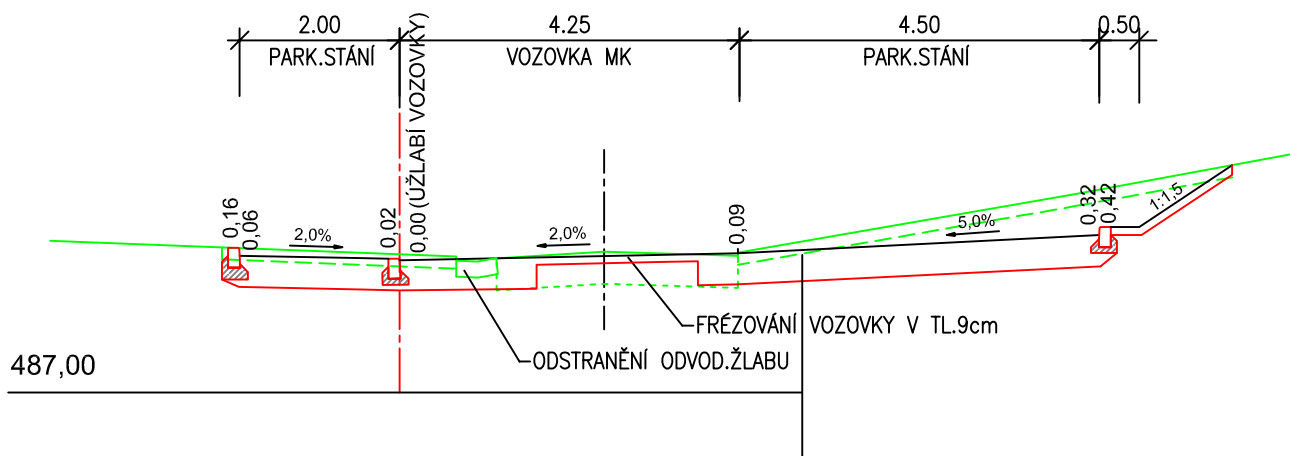 2.00
4.25
4.50
0.50
PARK.STÁNÍ
VOZOVKA MK
PARK.STÁNÍ
0,00 (ÚŽLABÍ VOZOVKY)
0,16
0,06
2,0%
0,02
2,0%
0,09
5,0%
0,32
0,42
1:1,5
FRÉZOVÁNÍ VOZOVKY V TL.9cm
ODSTRANĚNÍ ODVOD.ŽLABU
487,00